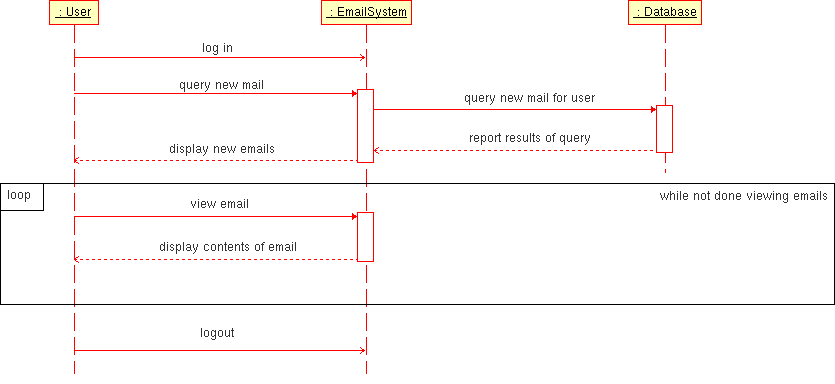 : User
: EmailSystem
: Database
log in
query new mail
query new mail for user
report results of query
display new emails
loop
while not done viewing emails
view email
display contents of email
logout